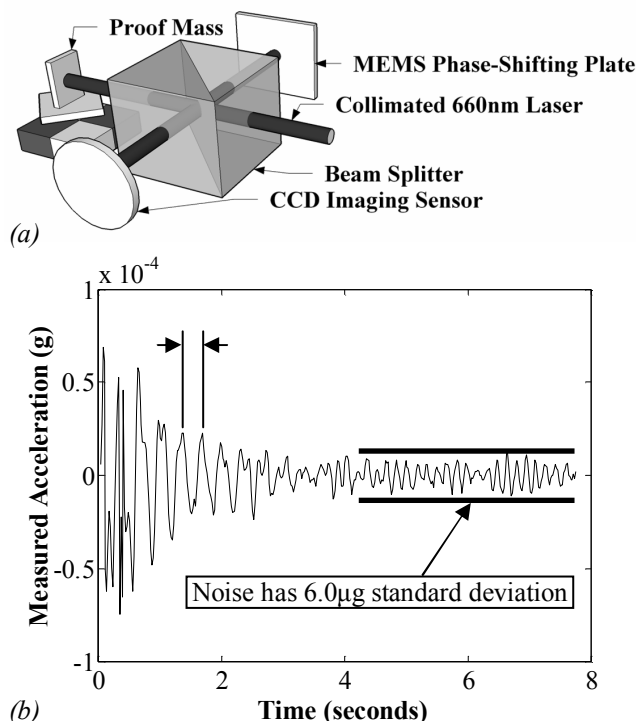 Proof Mass
MEMS Phase-Shifting Plate
Collimated 660nm Laser
Beam Splitter
CCD Imaging Sensor
(a)
1 x 10^-4
0.5
0
-0.5
-1
Measured Acceleration (g)
Noise has 6.0μg standard deviation
0 2 4 6 8
Time (seconds)
(b)